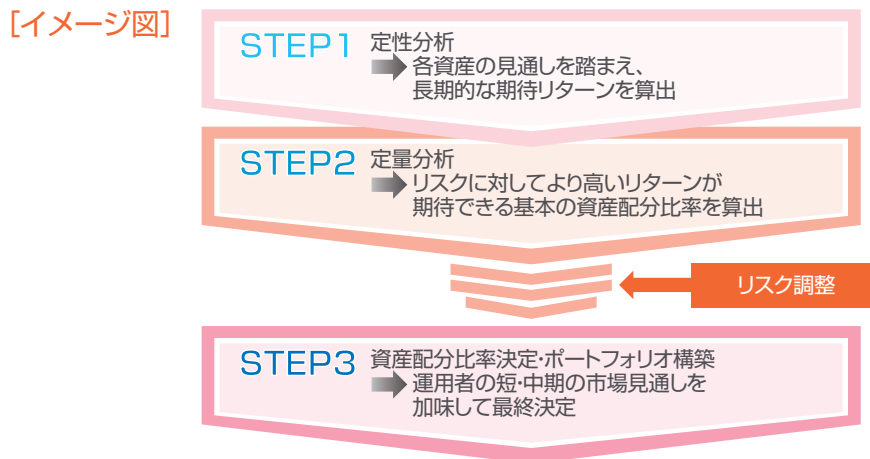 [イメージ図]
STEP1 定性分析
各資産の見通しを踏まえ、
長期的な期待リターンを算出
STEP2 定量分析
リスクに対してより高いリターンが
期待できる基本の資産配分比率を算出
リスク調整
STEP3 資産配分比率決定・ポートフォリオ構築
運用者の短・中期の市場見通しを
加味して最終決定